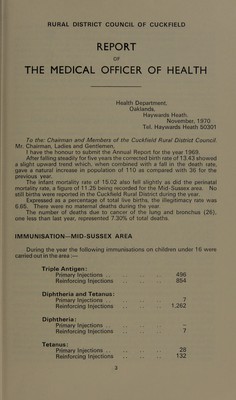 RURAL DISTRICT COUNCIL OF CUCKFIELD
REPORT
OF
THE MEDICAL OFFICER OF HEALTH
Health Department,
Oaklands,
Haywards Heath.
November, 1970.
Tel. Haywards Heath 50301
To the: Chairman and Members of the Cuckfield Rural District Council.
Mr. Chairman, Ladies and Gentlemen,
I have the honour to submit the Annual Report for the year 1969.
After falling steadily for five years the corrected birth rate of 13.43 showed
a slight upward trend which, when combined with a fall in the death rate,
gave a natural increase in population of 110 as compared with 36 for the
previous year.
The infant mortality rate of 15.02 also fell slightly as did the perinatal
mortality rate, a figure of 11.25 being recorded for the Mid-Sussex area. No
still births were reported in the Cuckfield Rural District during the year.
Expressed as a percentage of total live births, the illegitimacy rate was
6.68. There were no maternal deaths during the year.
The number of deaths due to cancer of the lung and bronchus (26),
one less than last year, represented 7.30% of total deaths.
IMMUNISATION—MID-SUSSEX AREA
During the year the following immunisations on children under 16 were
carried out in the area :—
Triple Antigen:
Primary Injections .. .. .. .. 496
Reinforcing Injections .. .. .. 854
Diphtheria and Tetanus:
Primary Injections .. .. .. .. 7
Reinforcing Injections .. .. .. 1,262
Diphtheria:
Primary Injections .. .. .. .. –
Reinforcing Injections .. .. .. 7
Tetanus:
Primary Injections .. .. .. .. 28
Reinforcing Injections .. .. .. 132